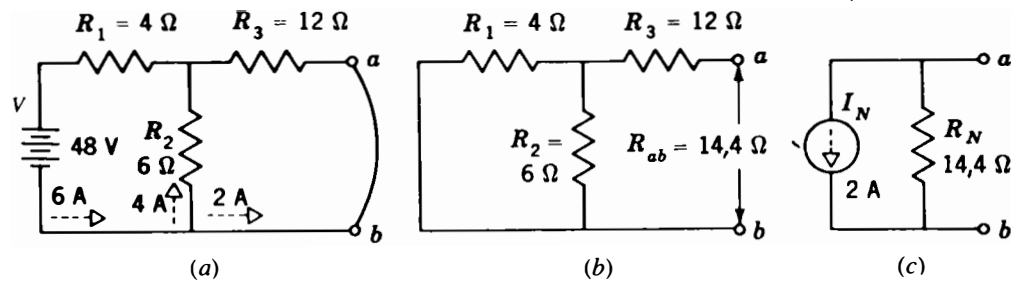 R1 = 4 Ω
R3 = 12 Ω
a
V
48 V
R2
6 Ω
6 A
4 A
2 A
b
(a)
R1 = 4 Ω
R3 = 12 Ω
a
R2 =
6 Ω
Rab = 14,4 Ω
b
(b)
a
IN
RN
14,4 Ω
2 A
b
(c)